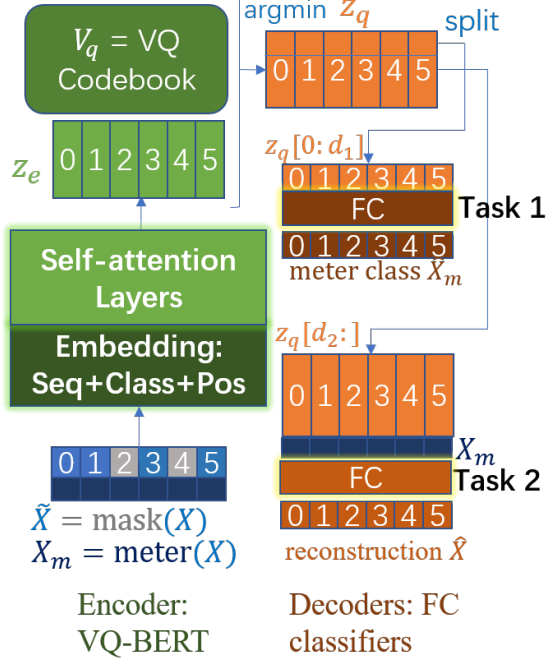 V_q = VQ
Codebook
argmin z_q
split
0 1 2 3 4 5
z_e
0 1 2 3 4 5
z_q[0: d_1]
0 1 2 3 4 5
FC
Task 1
0 1 2 3 4 5
meter class X̂_m
Self-attention
Layers
Embedding:
Seq+Class+Pos
z_q[d_2:]
0 1 2 3 4 5
X_m
FC
Task 2
0 1 2 3 4 5
reconstruction X̂
0 1 2 3 4 5
X̃ = mask(X)
X_m = meter(X)
Encoder:
VQ-BERT
Decoders: FC
classifiers